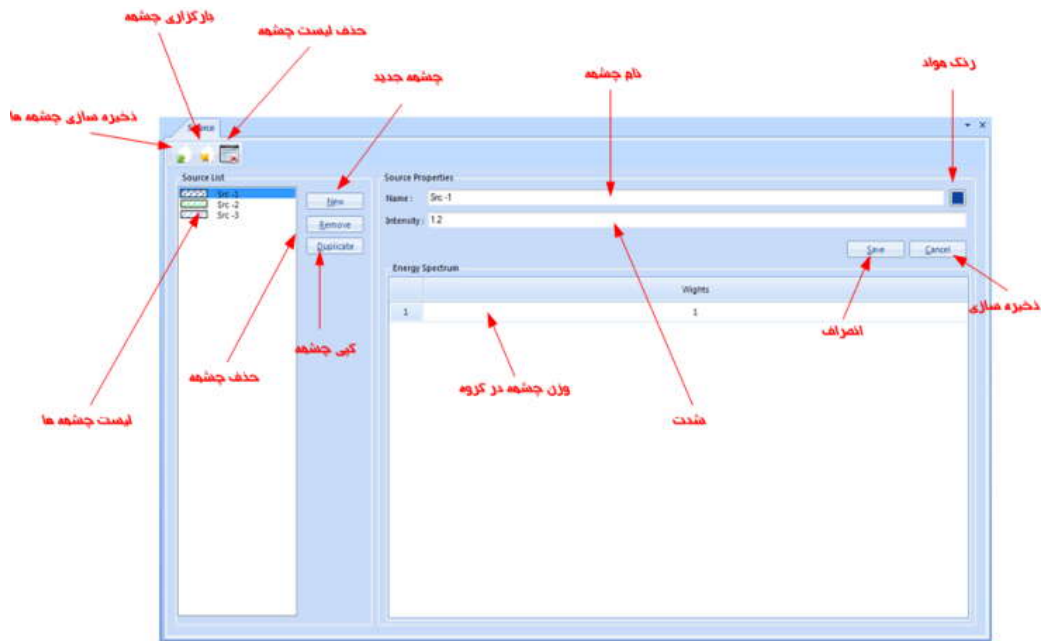 بارگزاری چشمه
حذف لیست چشمه
چشمه جدید
نام چشمه
رنگ مواد
ذخیره سازی چشمه ها
Source
Source List
Src -1
Src -2
Src -3
New
Remove
Duplicate
Source Properties
Name :
Src -1
Intensity :
1.2
Save
Cancel
Energy Spectrum
Wights
1
1
ذخیره سازی
انصراف
کپی چشمه
حذف چشمه
وزن چشمه در گروه
لیست چشمه ها
شدت